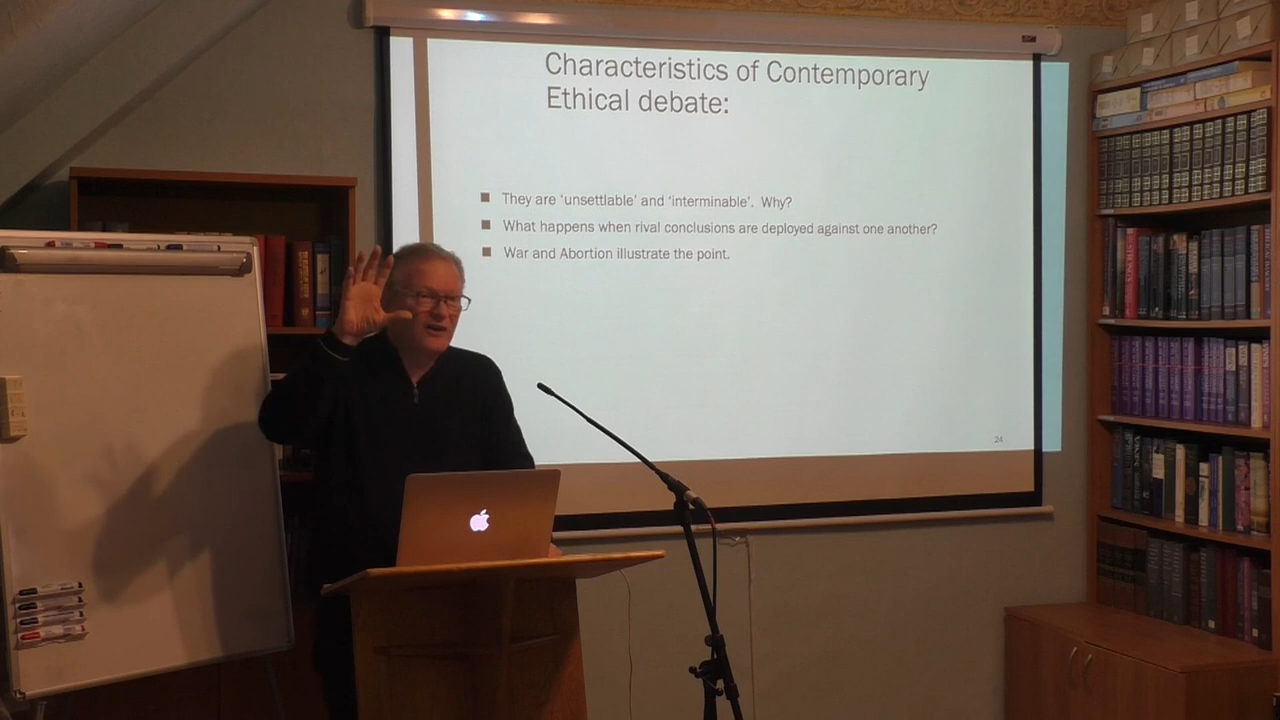 Characteristics of Contemporary
Ethical debate:
They are ‘unsettlable’ and ‘interminable’. Why?
What happens when rival conclusions are deployed against one another?
War and Abortion illustrate the point.
24